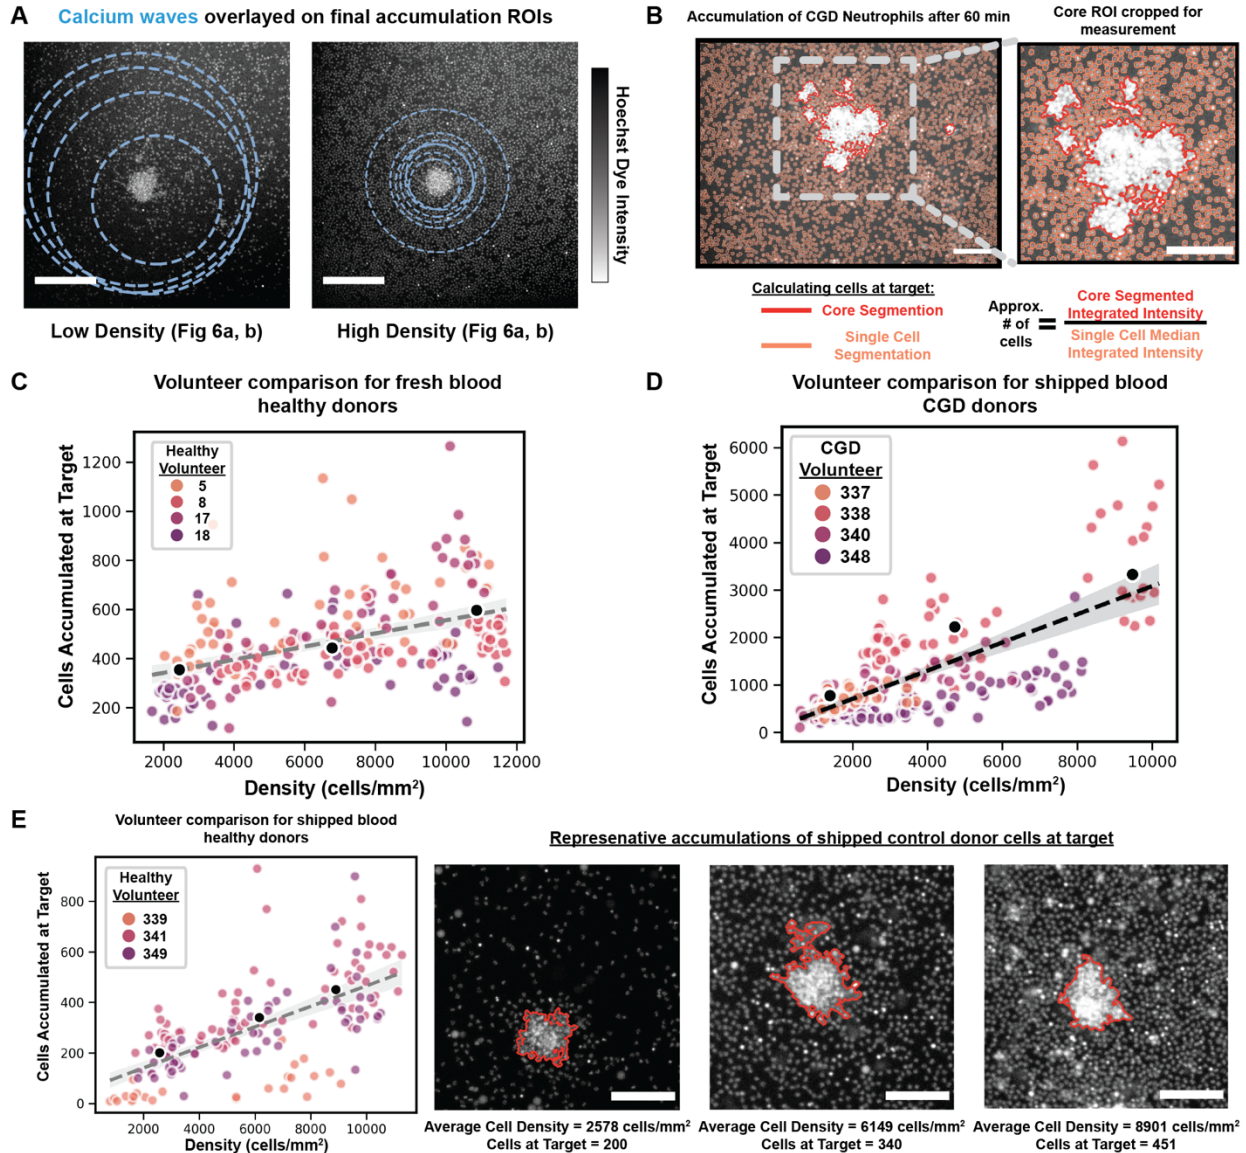 A
Calcium waves overlayed on final accumulation ROIs
Low Density (Fig 6a, b)
High Density (Fig 6a, b)
Hoechst Dye Intensity
B
Accumulation of CGD Neutrophils after 60 min
Core ROI cropped for
measurement
Calculating cells at target:
Core Segmention
Single Cell
Segmentation
Approx.
# of
cells
=
Core Segmented
Integrated Intensity
Single Cell Median
Integrated Intensity
C
Volunteer comparison for fresh blood
healthy donors
Cells Accumulated at Target
1200
1000
800
600
400
200
Healthy
Volunteer
5
8
17
18
2000 4000 6000 8000 10000 12000
Density (cells/mm²)
D
Volunteer comparison for shipped blood
CGD donors
Cells Accumulated at Target
6000
5000
4000
3000
2000
1000
0
CGD
Volunteer
337
338
340
348
2000 4000 6000 8000 10000
Density (cells/mm²)
E
Volunteer comparison for shipped blood
healthy donors
Cells Accumulated at Target
800
600
400
200
0
Healthy
Volunteer
339
341
349
2000 4000 6000 8000 10000
Density (cells/mm²)
Represenative accumulations of shipped control donor cells at target
Average Cell Density = 2578 cells/mm²
Cells at Target = 200
Average Cell Density = 6149 cells/mm²
Cells at Target = 340
Average Cell Density = 8901 cells/mm²
Cells at Target = 451